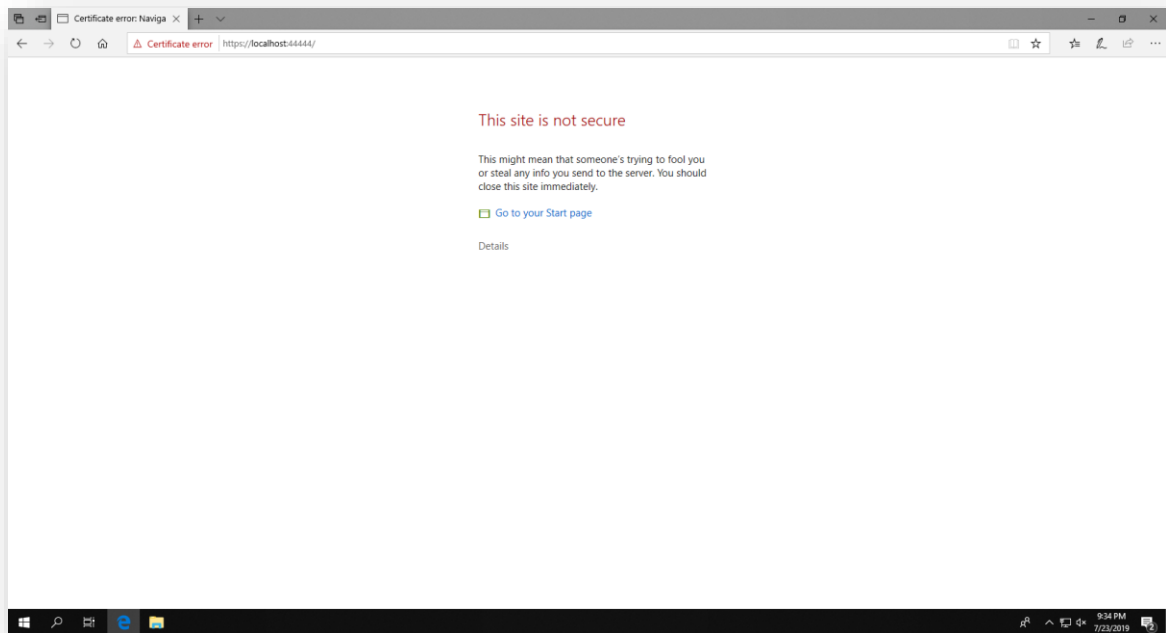 Certificate error: Naviga
Certificate error https://localhost:44444/
This site is not secure
This might mean that someone's trying to fool you
or steal any info you send to the server. You should
close this site immediately.
Go to your Start page
Details
9:34 PM
7/23/2019
2